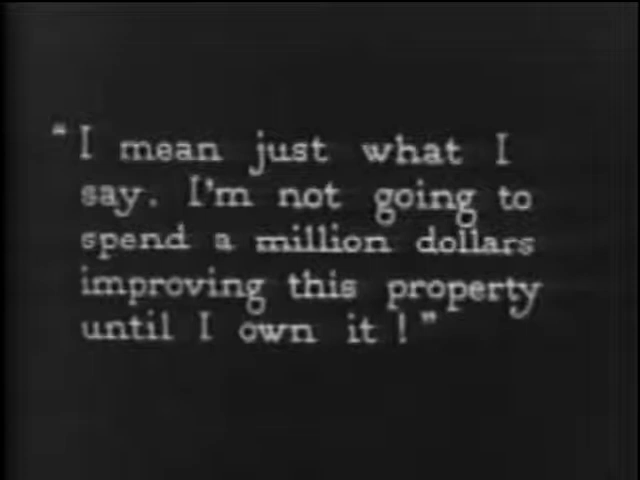 "I mean just what I
say. I'm not going to
spend a million dollars
improving this property
until I own it!"